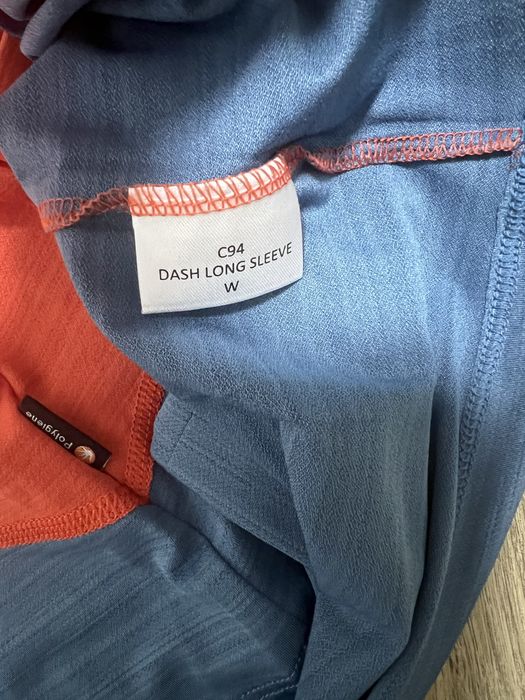 C94
DASH LONG SLEEVE
W
Polygiene